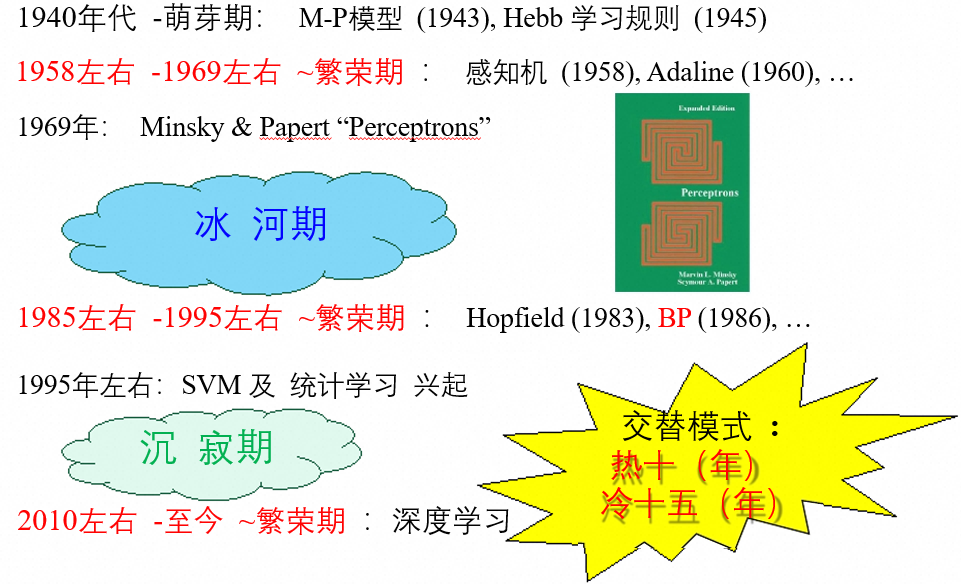 1940年代 -萌芽期： M-P模型 (1943), Hebb 学习规则 (1945)
1958左右 -1969左右 ~繁荣期 ： 感知机 (1958), Adaline (1960), …
1969年： Minsky & Papert “Perceptrons”
Expanded Edition
Perceptrons
Marvin L. Minsky
Seymour A. Papert
冰 河期
1985左右 -1995左右 ~繁荣期 ： Hopfield (1983), BP (1986), …
1995年左右：SVM 及 统计学习 兴起
沉 寂期
交替模式 ：
热十（年）
冷十五（年）
2010左右 -至今 ~繁荣期 ：深度学习